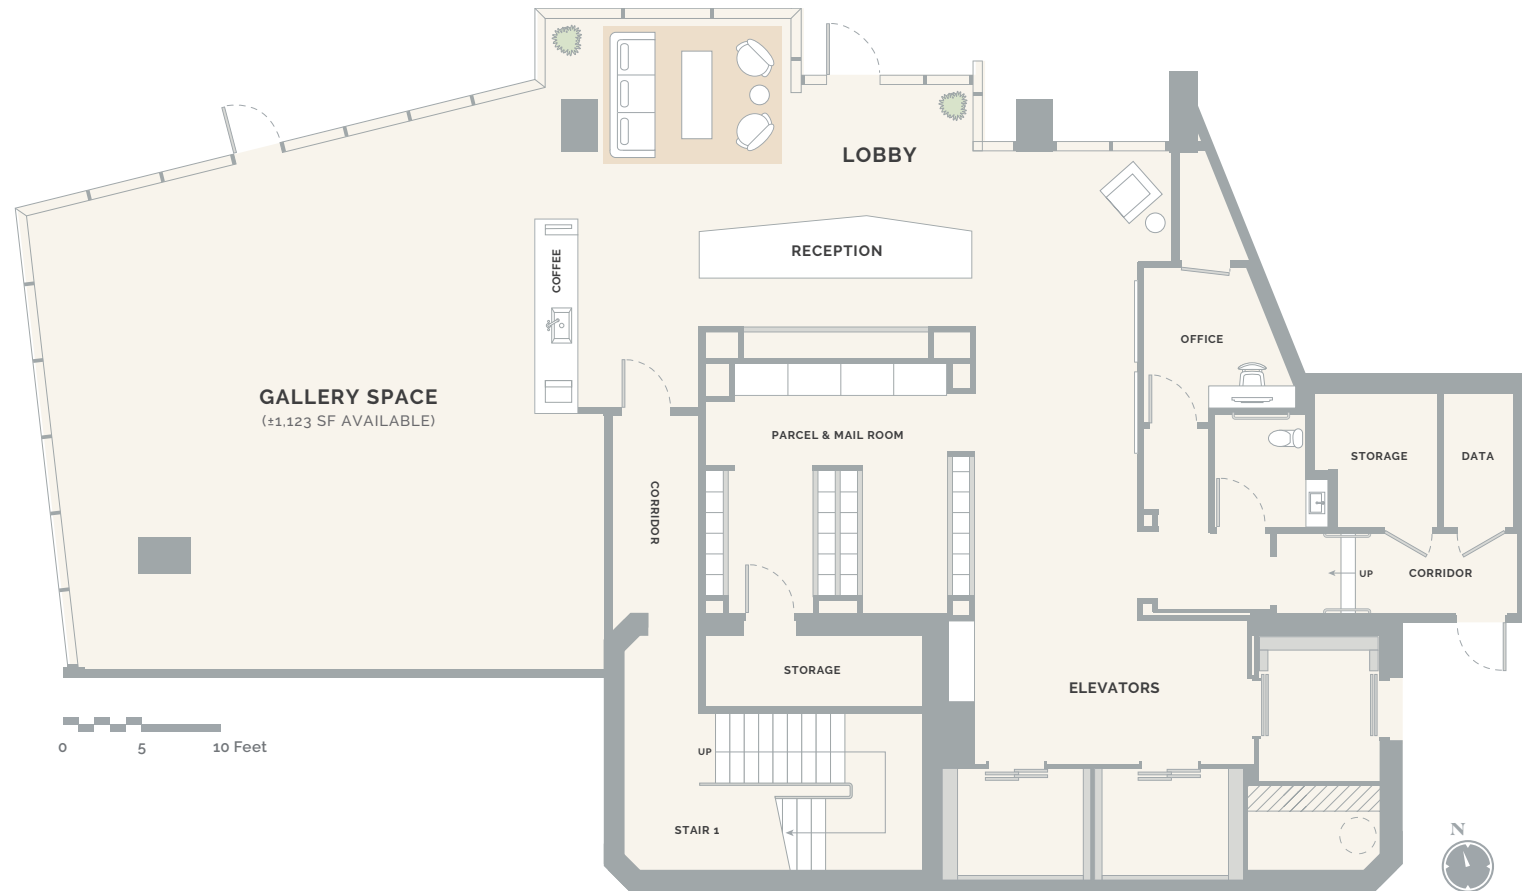 LOBBY
RECEPTION
COFFEE
OFFICE
GALLERY SPACE
(±1,123 SF AVAILABLE)
PARCEL & MAIL ROOM
STORAGE
DATA
CORRIDOR
UP
CORRIDOR
STORAGE
ELEVATORS
UP
STAIR 1
0 5 10 Feet
N